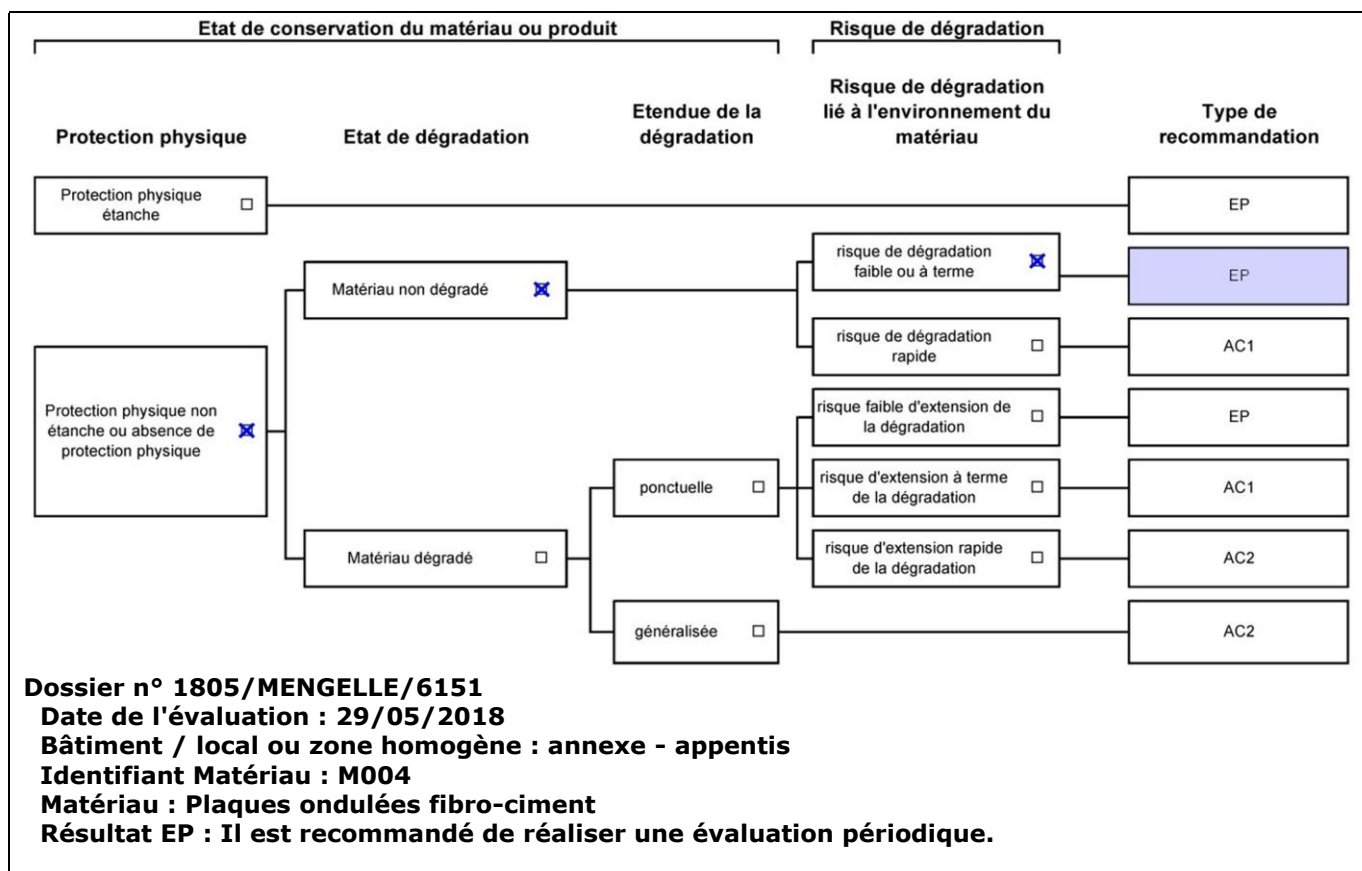 Etat de conservation du matériau ou produit
Risque de dégradation
Protection physique
Etat de dégradation
Etendue de la
dégradation
Risque de dégradation
lié à l'environnement du
matériau
Type de
recommandation
Protection physique
étanche
EP
risque de dégradation
faible ou à terme
EP
Matériau non dégradé
risque de dégradation
rapide
AC1
Protection physique non
étanche ou absence de
protection physique
risque faible d'extension de
la dégradation
EP
ponctuelle
risque d'extension à terme
de la dégradation
AC1
Matériau dégradé
risque d'extension rapide
de la dégradation
AC2
généralisée
AC2
Dossier n° 1805/MENGELLE/6151
Date de l'évaluation : 29/05/2018
Bâtiment / local ou zone homogène : annexe - appentis
Identifiant Matériau : M004
Matériau : Plaques ondulées fibro-ciment
Résultat EP : Il est recommandé de réaliser une évaluation périodique.